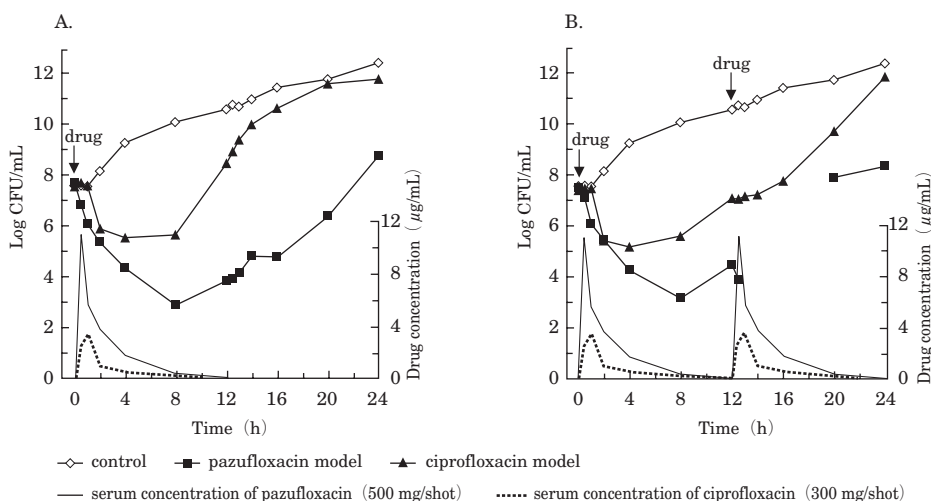 A.
12
10
8
6
4
2
0
Log CFU/mL
drug
12
8
4
0
Drug concentration (μg/mL)
0 4 8 12 16 20 24
Time (h)
B.
12
10
8
6
4
2
0
Log CFU/mL
drug
drug
12
8
4
0
Drug concentration (μg/mL)
0 4 8 12 16 20 24
Time (h)
control pazufloxacin model ciprofloxacin model
serum concentration of pazufloxacin (500 mg/shot) serum concentration of ciprofloxacin (300 mg/shot)